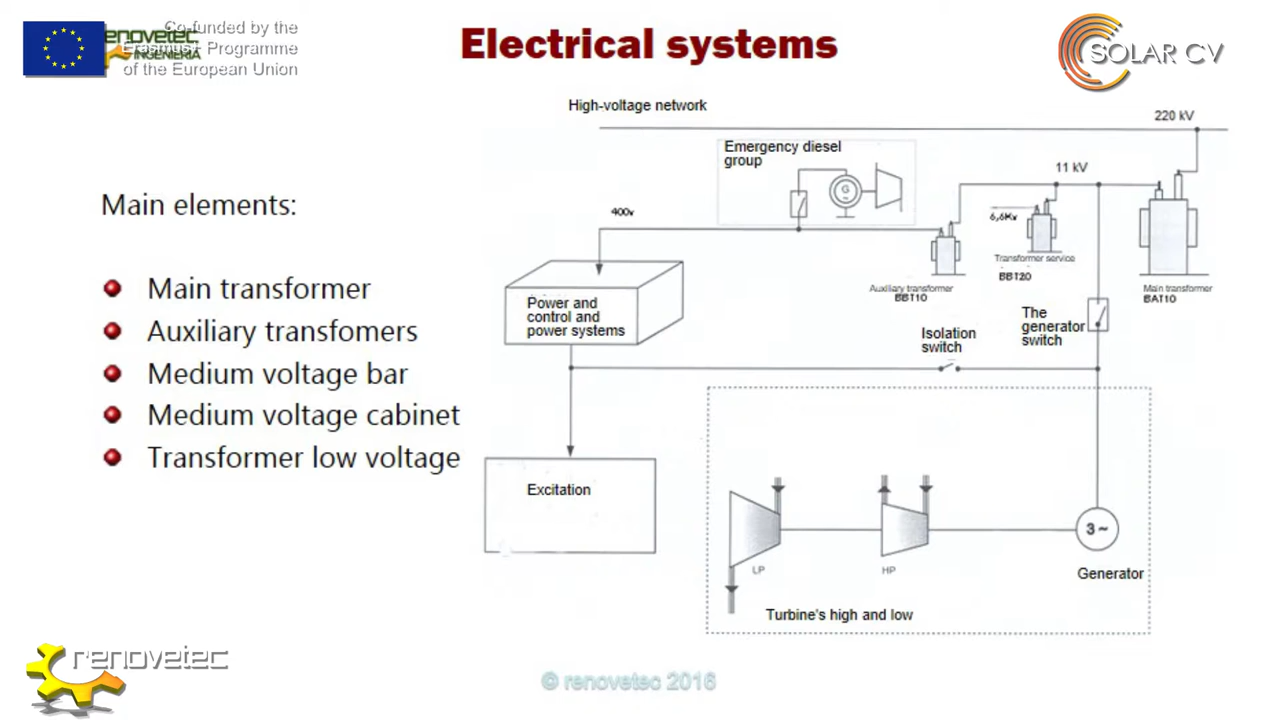 Co-funded by the
Erasmus+ Programme
of the European Union
enovetec
INGENIERIA
Electrical systems
SOLAR CV
High-voltage network
220 kV
Emergency diesel
group
G
11 kV
400v
6,6Kv
Transformer service
BBT20
Auxiliary transformer
BBT10
Main transformer
BAT10
Main elements:
Main transformer
Auxiliary transfomers
Medium voltage bar
Medium voltage cabinet
Transformer low voltage
Power and
control and
power systems
The
generator
switch
Isolation
switch
Excitation
LP
HP
3 ~
Generator
Turbine's high and low
renovetec
© renovetec 2016